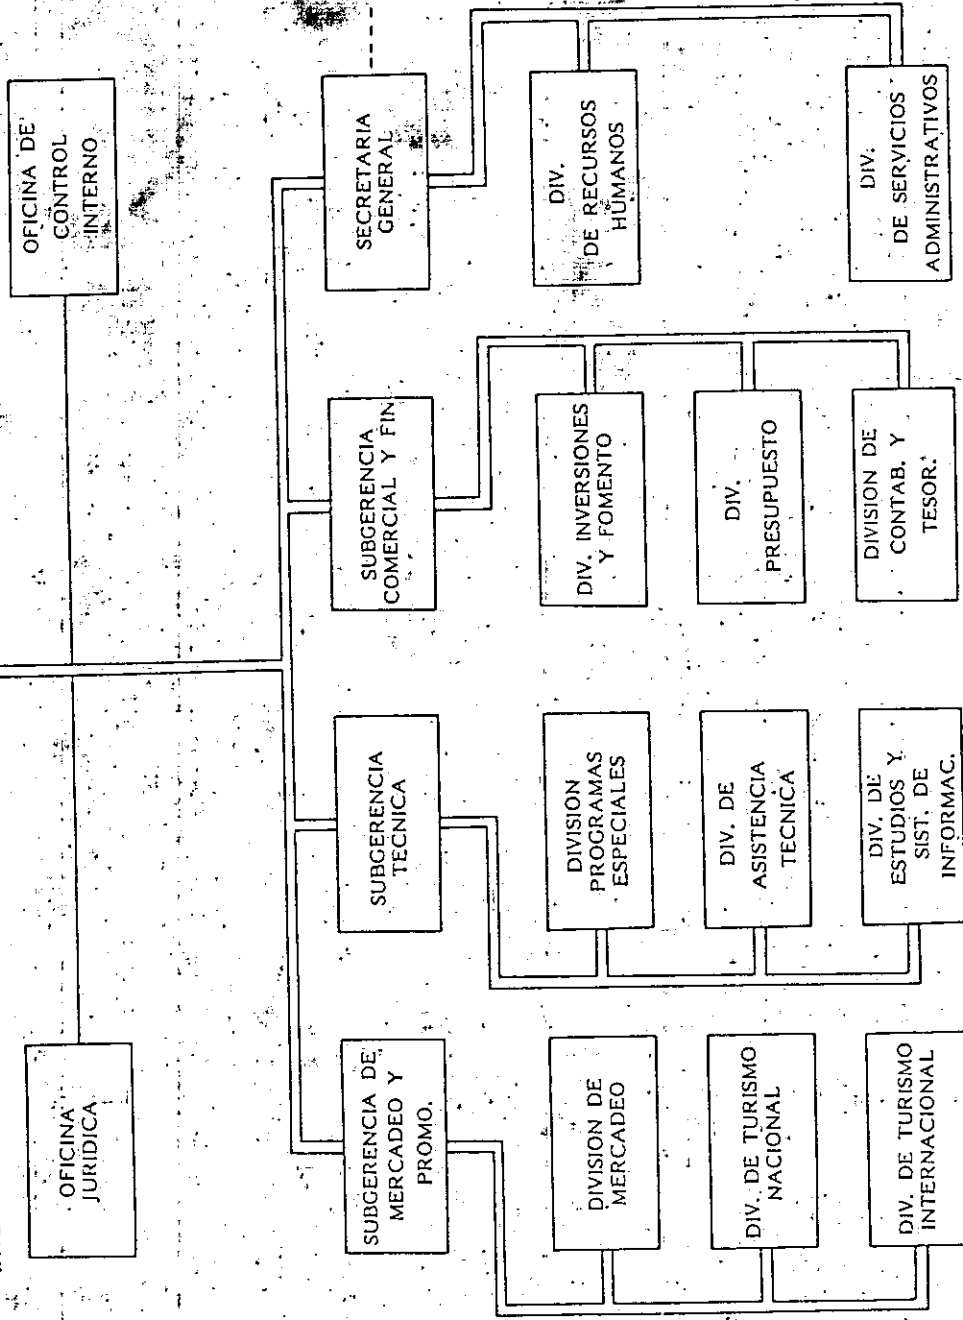 OFICINA
JURIDICA
OFICINA DE
CONTROL
INTERNO
SUBGERENCIA DE
MERCADEO Y
PROMO.
SUBGERENCIA
TECNICA
SUBGERENCIA
COMERCIAL Y FIN.
SECRETARIA
GENERAL
DIVISION DE
MERCADEO
DIVISION
PROGRAMAS
ESPECIALES
DIV. INVERSIONES
Y FOMENTO
DIV.
DE RECURSOS
HUMANOS
DIV. DE TURISMO
NACIONAL
DIV. DE
ASISTENCIA
TECNICA
DIV.
PRESUPUESTO
DIV. DE TURISMO
INTERNACIONAL
DIV. DE
ESTUDIOS Y
SIST. DE
INFORMAC.
DIVISION DE
CONTAB. Y
TESOR.
DIV.
DE SERVICIOS
ADMINISTRATIVOS